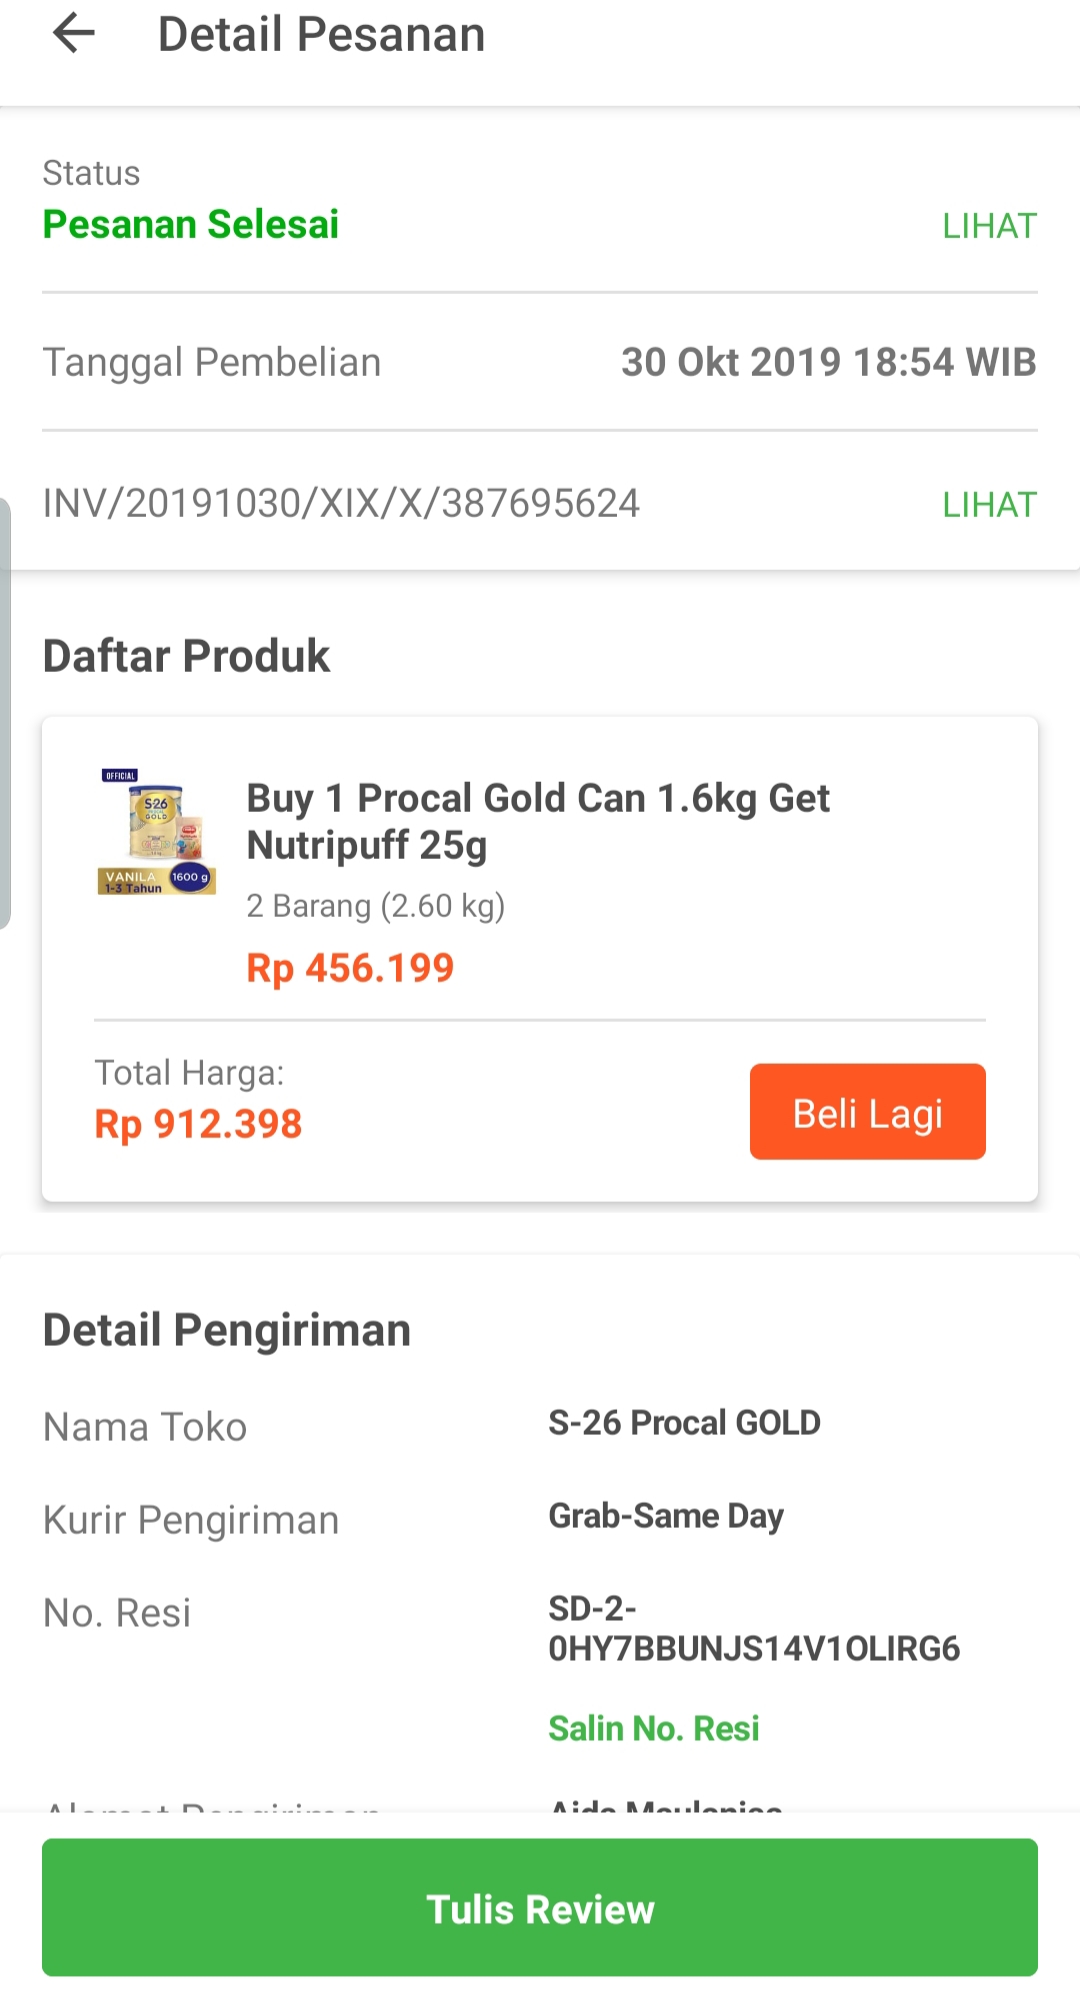 Detail Pesanan
Status
Pesanan Selesai
LIHAT
Tanggal Pembelian
30 Okt 2019 18:54 WIB
INV/20191030/XIX/X/387695624
LIHAT
Daftar Produk
OFFICIAL
S-26
GOLD
VANILA
1-3 Tahun
1600 g
Buy 1 Procal Gold Can 1.6kg Get
Nutripuff 25g
2 Barang (2.60 kg)
Rp 456.199
Total Harga:
Rp 912.398
Beli Lagi
Detail Pengiriman
Nama Toko
S-26 Procal GOLD
Kurir Pengiriman
Grab-Same Day
No. Resi
SD-2-
0HY7BBUNJS14V1OLIRG6
Salin No. Resi
Tulis Review